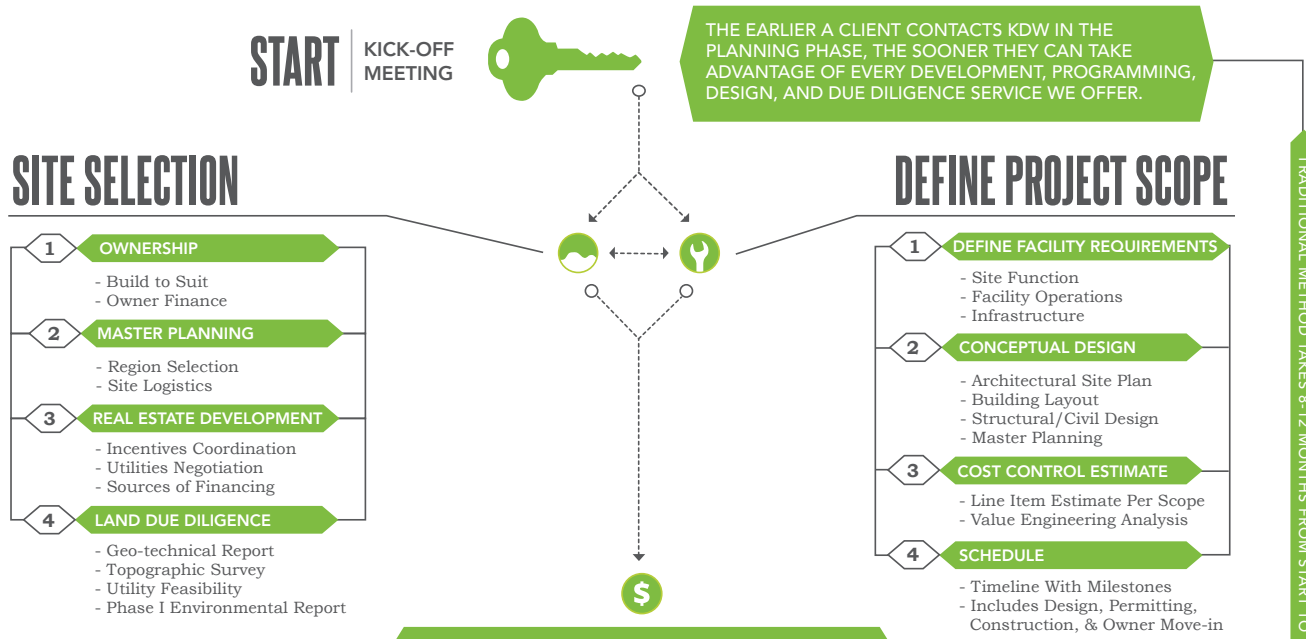 START
KICK-OFF
MEETING
THE EARLIER A CLIENT CONTACTS KDW IN THE
PLANNING PHASE, THE SOONER THEY CAN TAKE
ADVANTAGE OF EVERY DEVELOPMENT, PROGRAMMING,
DESIGN, AND DUE DILIGENCE SERVICE WE OFFER.
SITE SELECTION
1 OWNERSHIP
- Build to Suit
- Owner Finance
2 MASTER PLANNING
- Region Selection
- Site Logistics
3 REAL ESTATE DEVELOPMENT
- Incentives Coordination
- Utilities Negotiation
- Sources of Financing
4 LAND DUE DILIGENCE
- Geo-technical Report
- Topographic Survey
- Utility Feasibility
- Phase I Environmental Report
$
DEFINE PROJECT SCOPE
1 DEFINE FACILITY REQUIREMENTS
- Site Function
- Facility Operations
- Infrastructure
2 CONCEPTUAL DESIGN
- Architectural Site Plan
- Building Layout
- Structural/Civil Design
- Master Planning
3 COST CONTROL ESTIMATE
- Line Item Estimate Per Scope
- Value Engineering Analysis
4 SCHEDULE
- Timeline With Milestones
- Includes Design, Permitting,
Construction, & Owner Move-in
TRADITIONAL METHOD TAKES 8-12 MONTHS FROM START TO